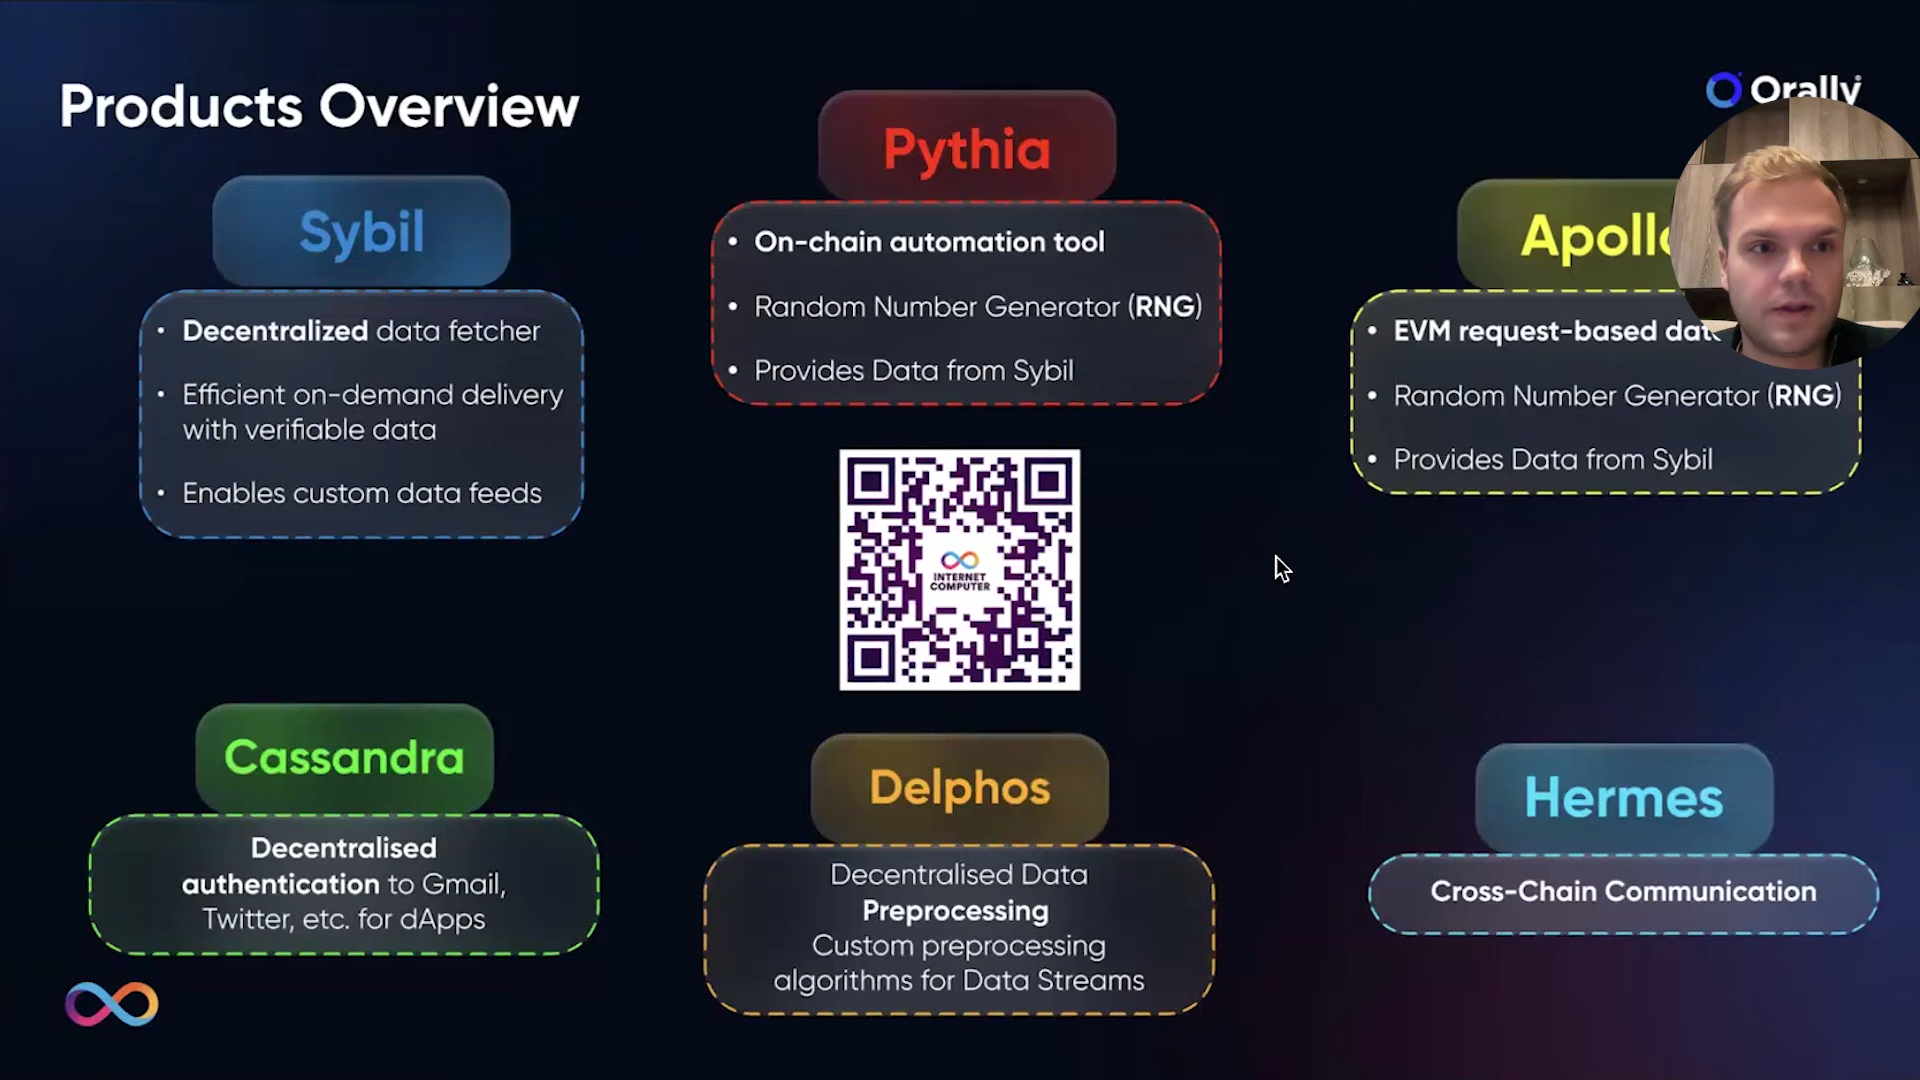 Products Overview
Orally
Sybil
• Decentralized data fetcher
• Efficient on-demand delivery
with verifiable data
• Enables custom data feeds
Pythia
• On-chain automation tool
• Random Number Generator (RNG)
• Provides Data from Sybil
• EVM request-based
• Random Number Generator (RNG)
• Provides Data from Sybil
INTERNET
COMPUTER
Cassandra
Decentralised
authentication to Gmail,
Twitter, etc. for dApps
Delphos
Decentralised Data
Preprocessing
Custom preprocessing
algorithms for Data Streams
Hermes
Cross-Chain Communication